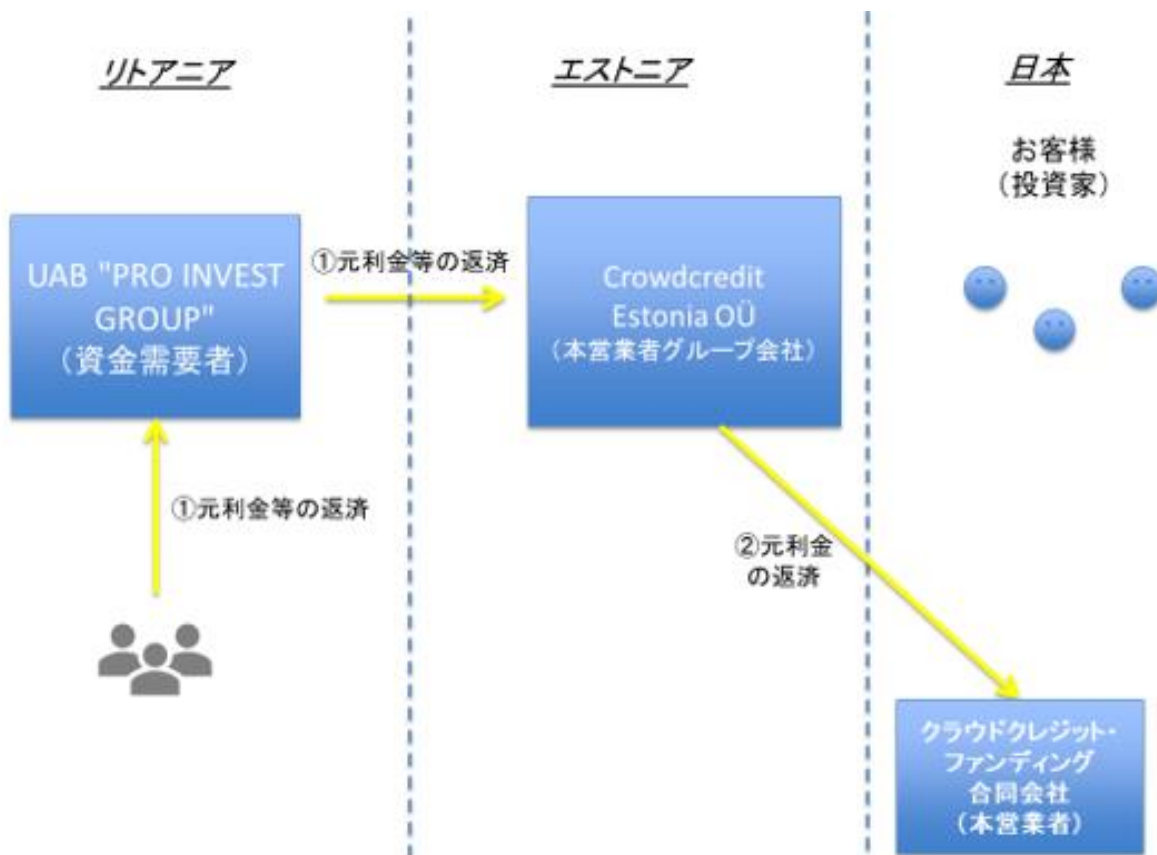 リトアニア
エストニア
日本
お客様
（投資家）
UAB "PRO INVEST
GROUP"
（資金需要者）
①元利金等の返済
Crowdcredit
Estonia OÜ
（本営業者グループ会社）
①元利金等の返済
②元利金
の返済
クラウドクレジット・
ファンディング
合同会社
（本営業者）